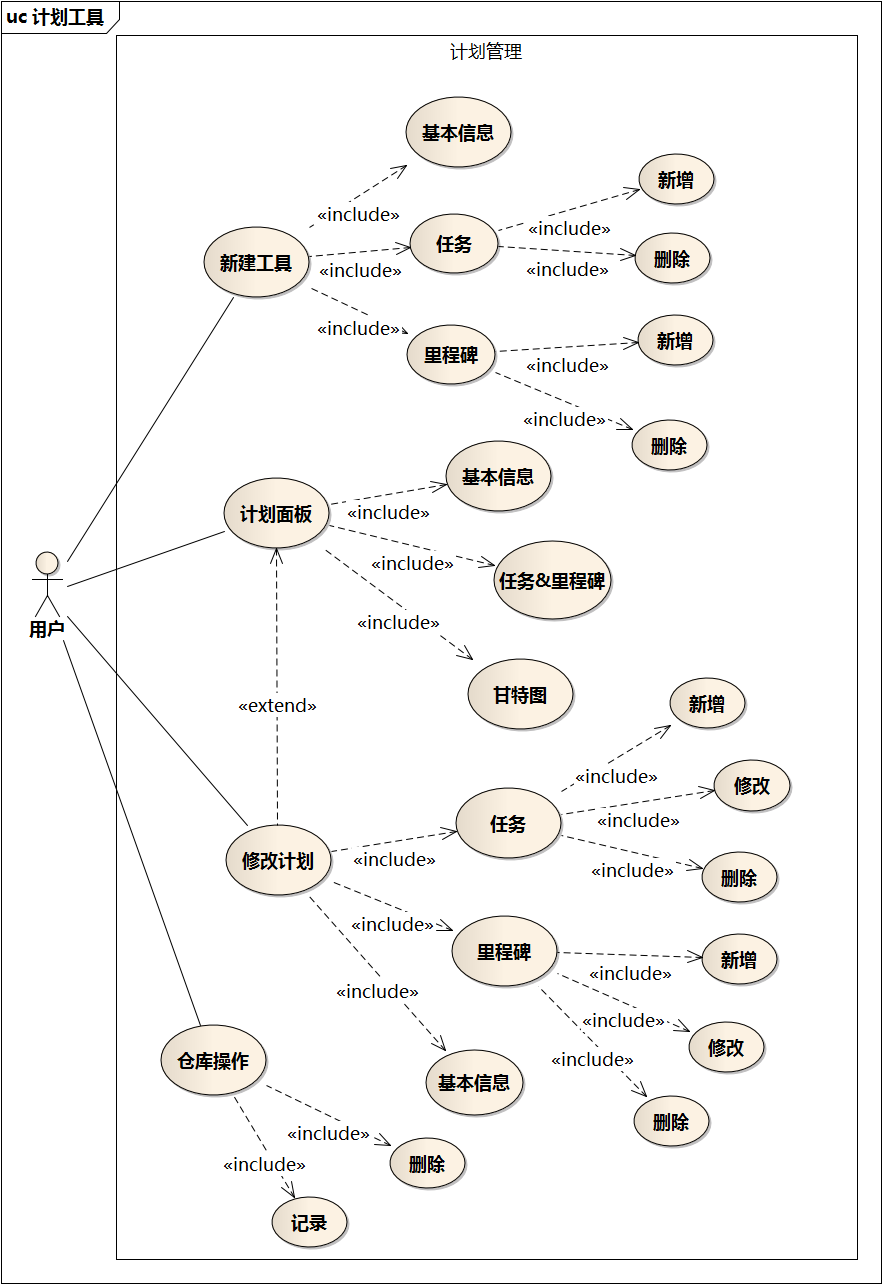 uc 计划工具
计划管理
基本信息
新增
«include»
«include»
任务
新建工具
删除
«include»
«include»
«include»
新增
里程碑
«include»
«include»
删除
基本信息
计划面板
«include»
«include»
任务&里程碑
用户
«include»
甘特图
«extend»
新增
«include»
修改
任务
«include»
修改计划
«include»
«include»
删除
«include»
里程碑
新增
«include»
«include»
«include»
修改
仓库操作
«include»
基本信息
删除
«include»
«include»
删除
记录